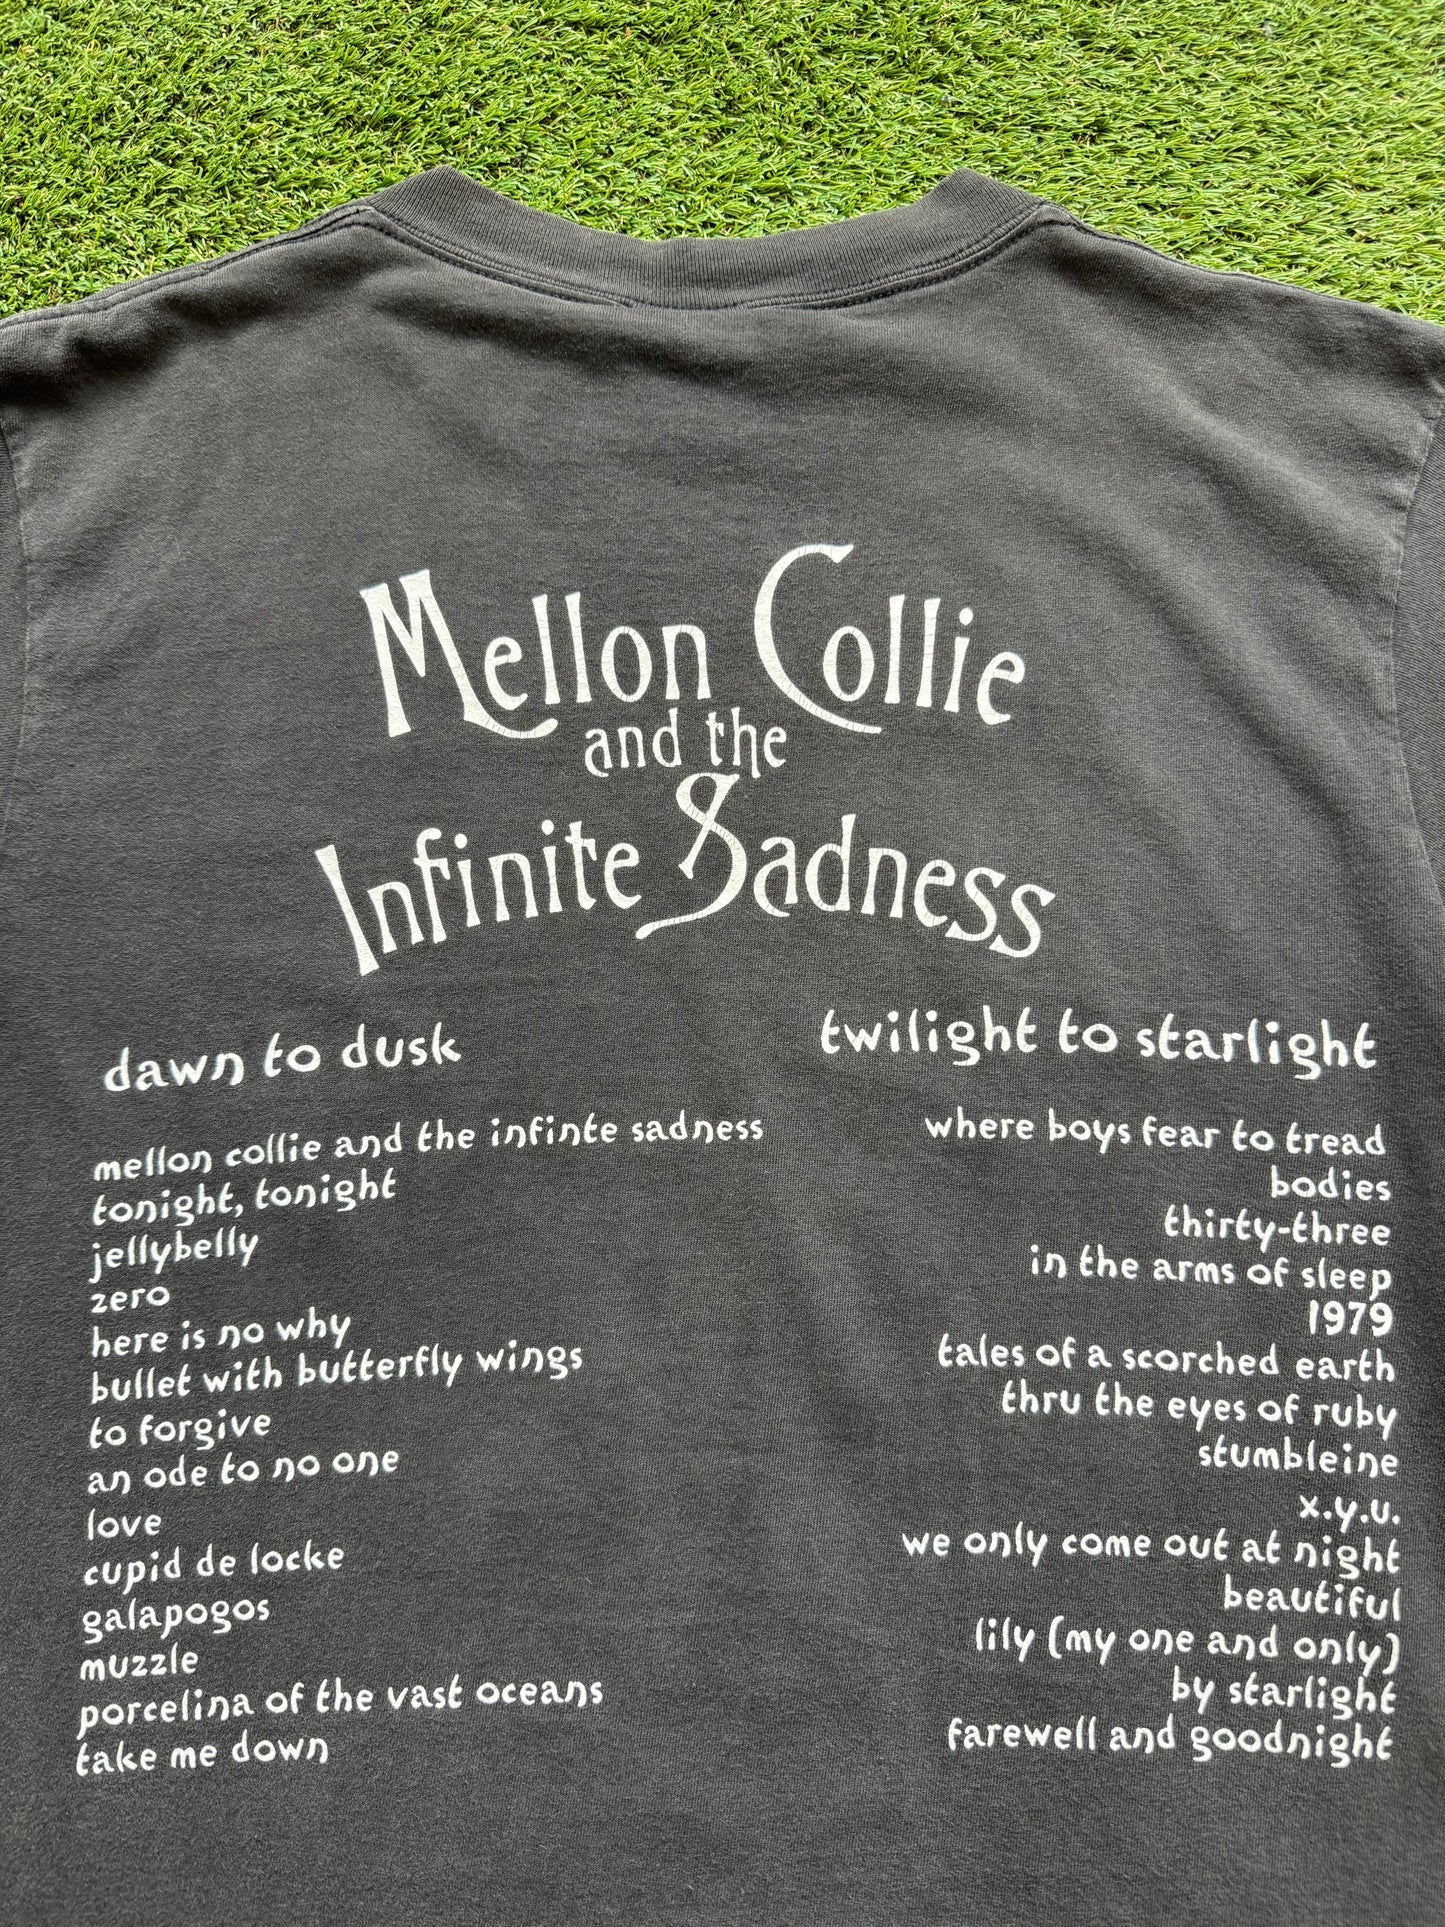 Mellon Collie
and the
Infinite Sadness
dawn to dusk
mellon collie and the infinte sadness
tonight, tonight
jellybelly
zero
here is no why
bullet with butterfly wings
to forgive
an ode to no one
love
cupid de locke
galapogos
muzzle
porcelina of the vast oceans
take me down
twilight to starlight
where boys fear to tread
bodies
thirty-three
in the arms of sleep
1979
tales of a scorched earth
thru the eyes of ruby
stumbleine
x.y.u.
we only come out at night
beautiful
lily (my one and only)
by starlight
farewell and goodnight